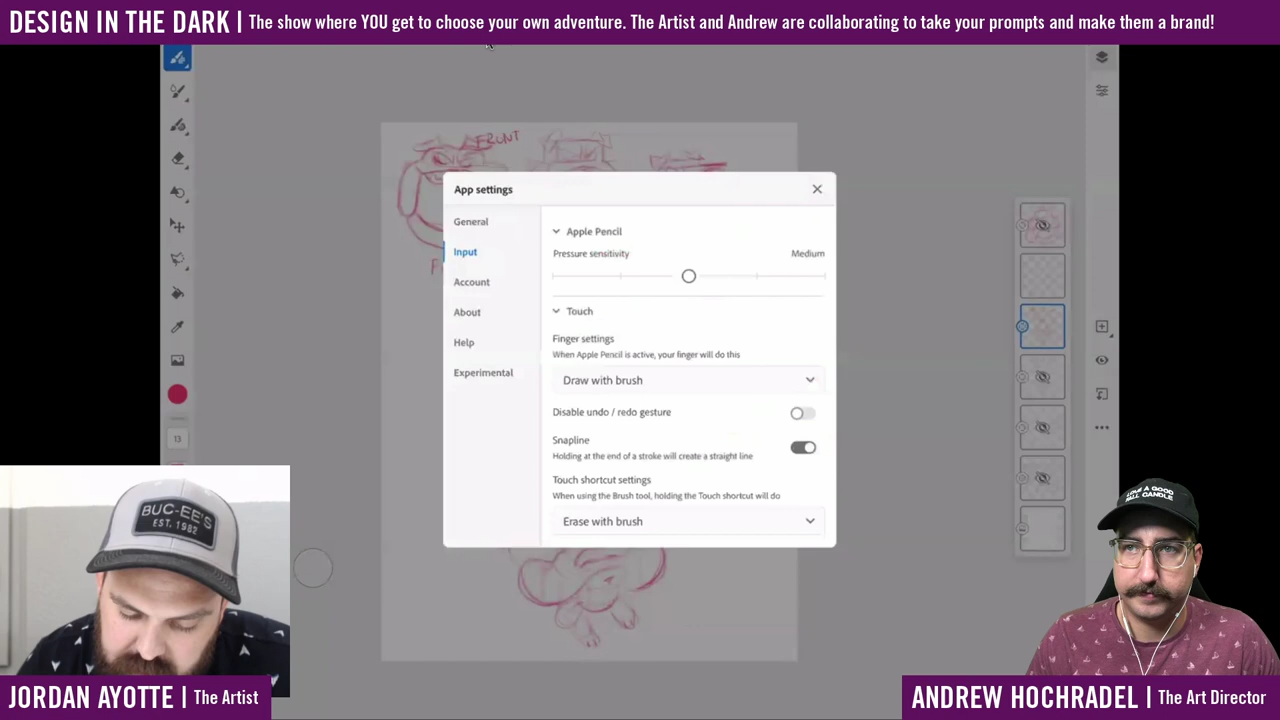 DESIGN IN THE DARK | The show where YOU get to choose your own adventure. The Artist and Andrew are collaborating to take your prompts and make them a brand!
FRONT
App settings
General
Input
Account
About
Help
Experimental
Apple Pencil
Pressure sensitivity Medium
Touch
Finger settings
When Apple Pencil is active, your finger will do this
Draw with brush
Disable undo / redo gesture
Snapline
Holding at the end of a stroke will create a straight line
Touch shortcut settings
When using the Brush tool, holding the Touch shortcut will do
Erase with brush
13
BUC-EE'S
EST. 1982
JORDAN AYOTTE | The Artist
ANDREW HOCHRADEL | The Art Director